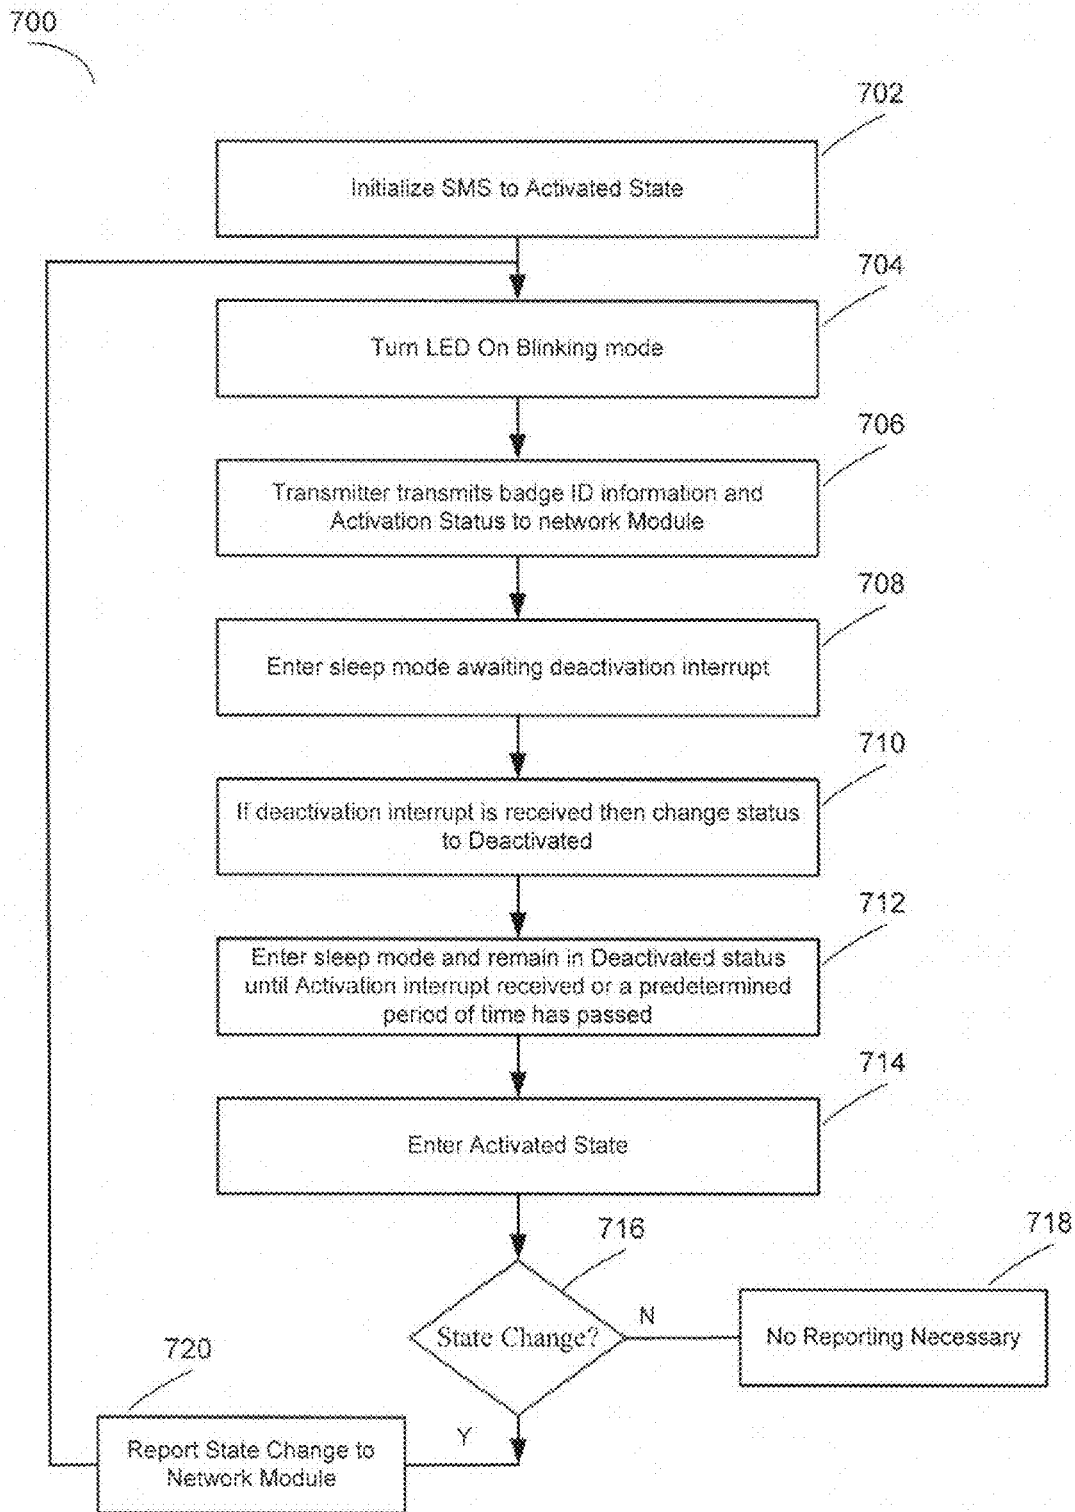 700
702
Initialize SMS to Activated State
704
Turn LED On Blinking mode
706
Transmitter transmits badge ID information and
Activation Status to network Module
708
Enter sleep mode awaiting deactivation interrupt
710
If deactivation interrupt is received then change status
to Deactivated
712
Enter sleep mode and remain in Deactivated status
until Activation interrupt received or a predetermined
period of time has passed
714
Enter Activated State
716
State Change?
N
718
No Reporting Necessary
Y
720
Report State Change to
Network Module